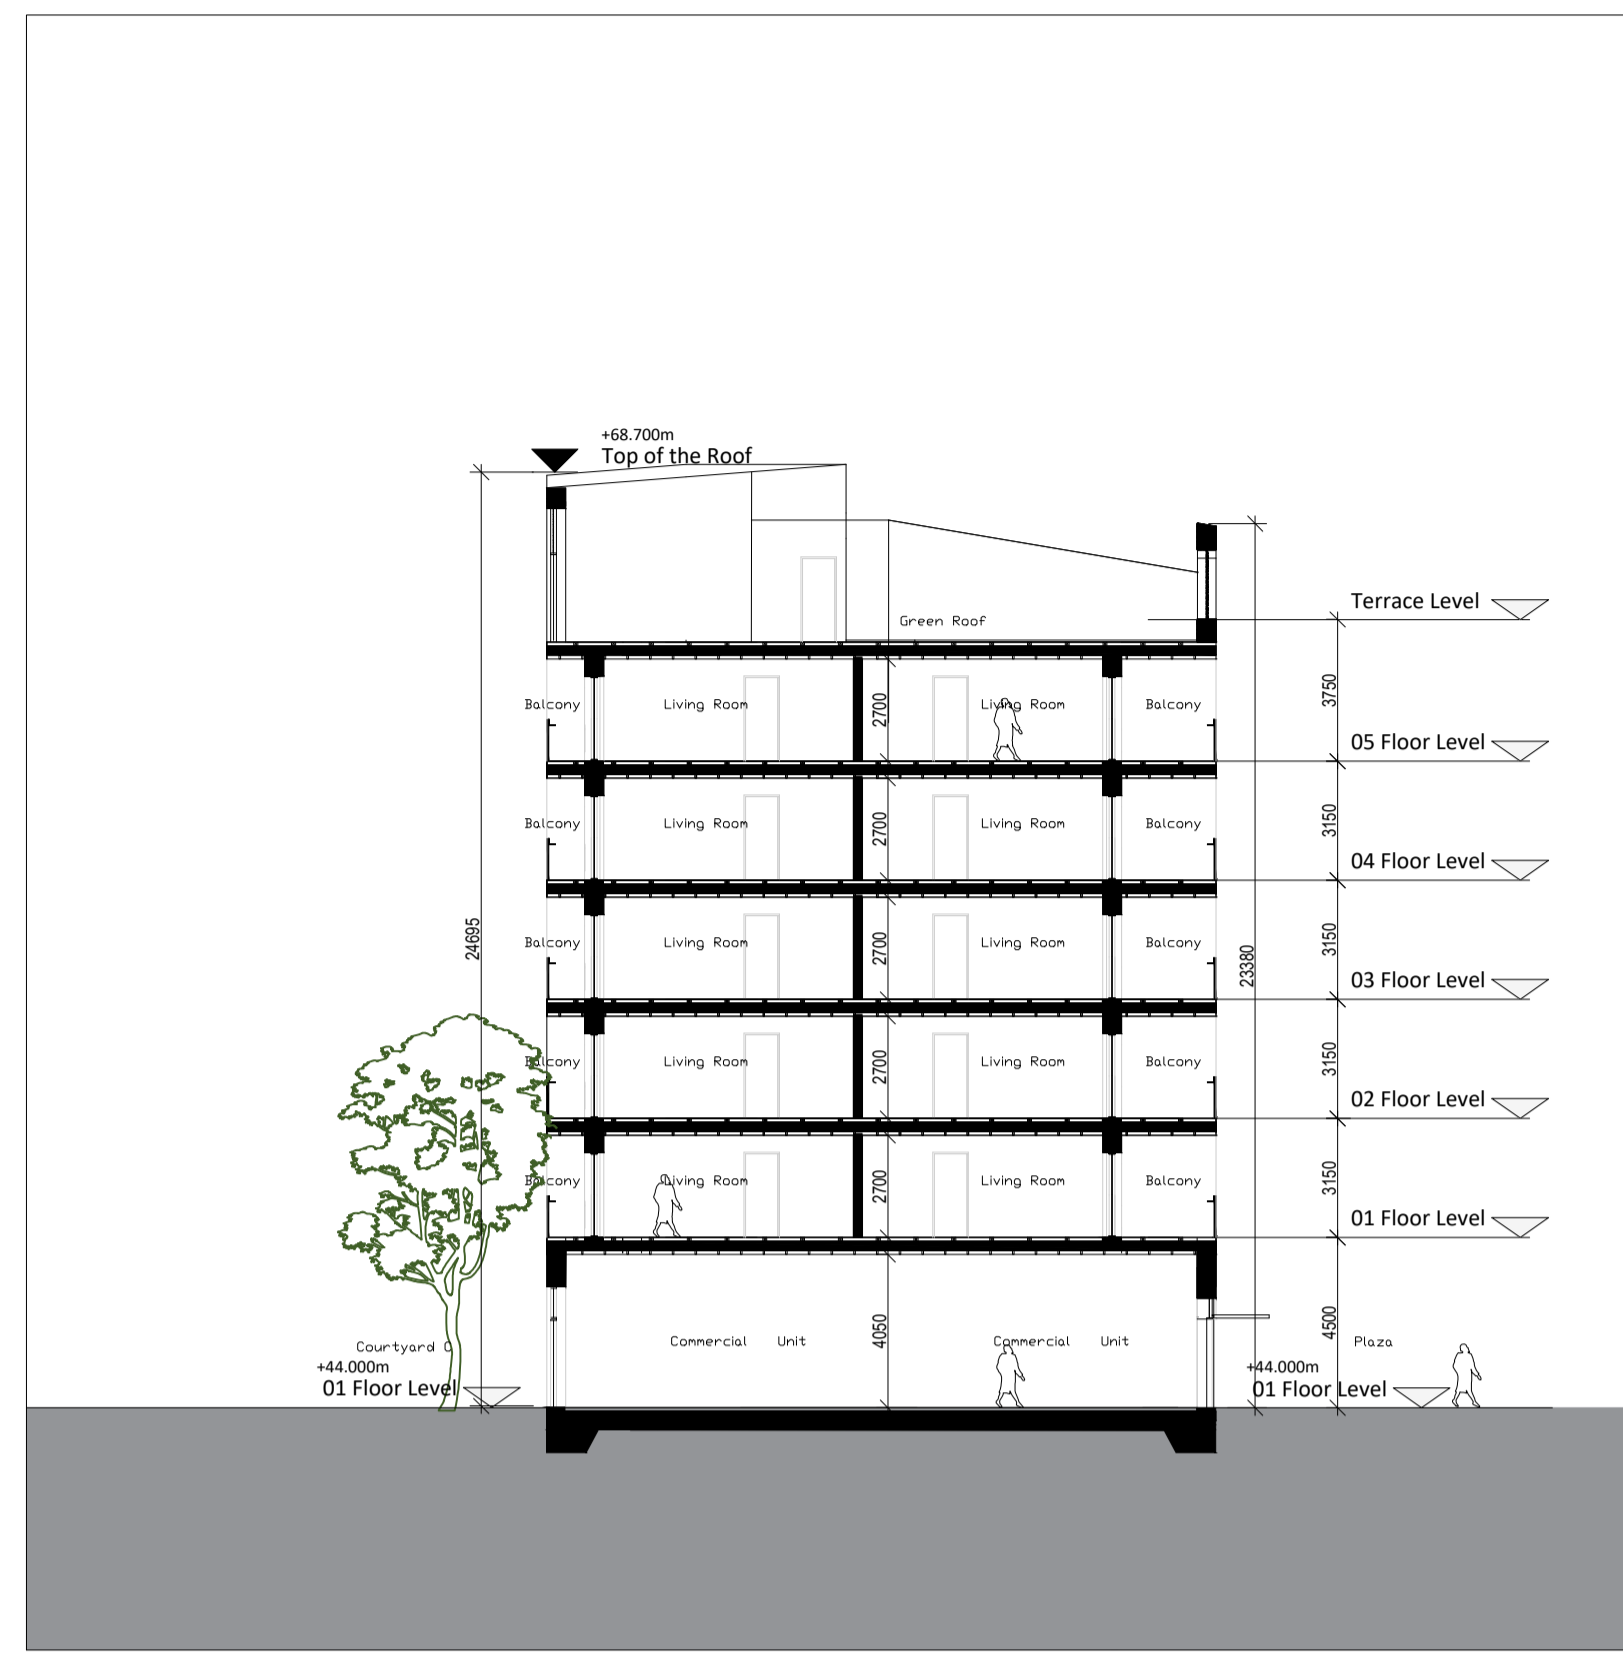 +68.700m
Top of the Roof
Green Roof
Terrace Level
3750
Balcony
Living Room
2700
Living Room
Balcony
05 Floor Level
3150
Balcony
Living Room
2700
Living Room
Balcony
04 Floor Level
24695
23380
3150
Balcony
Living Room
2700
Living Room
Balcony
03 Floor Level
3150
Balcony
Living Room
2700
Living Room
Balcony
02 Floor Level
3150
Balcony
Living Room
2700
Living Room
Balcony
01 Floor Level
4500
Commercial Unit
4050
Commercial Unit
Plaza
Courtyard
+44.000m
01 Floor Level
+44.000m
01 Floor Level